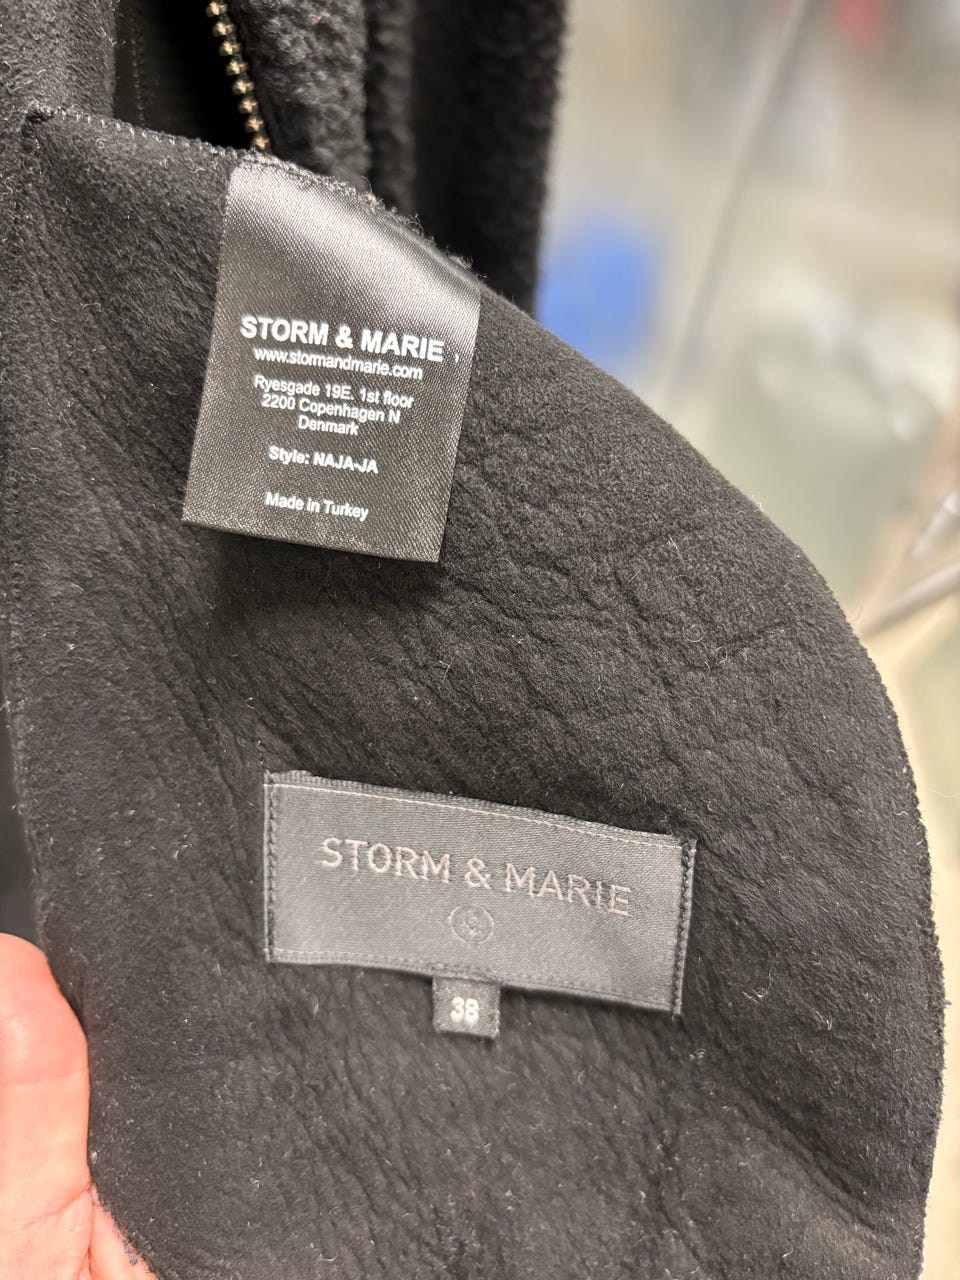 STORM & MARIE
www.stormandmarie.com
Ryesgade 19E. 1st floor
2200 Copenhagen N
Denmark
Style: NAJA-JA
Made in Turkey
STORM & MARIE
38